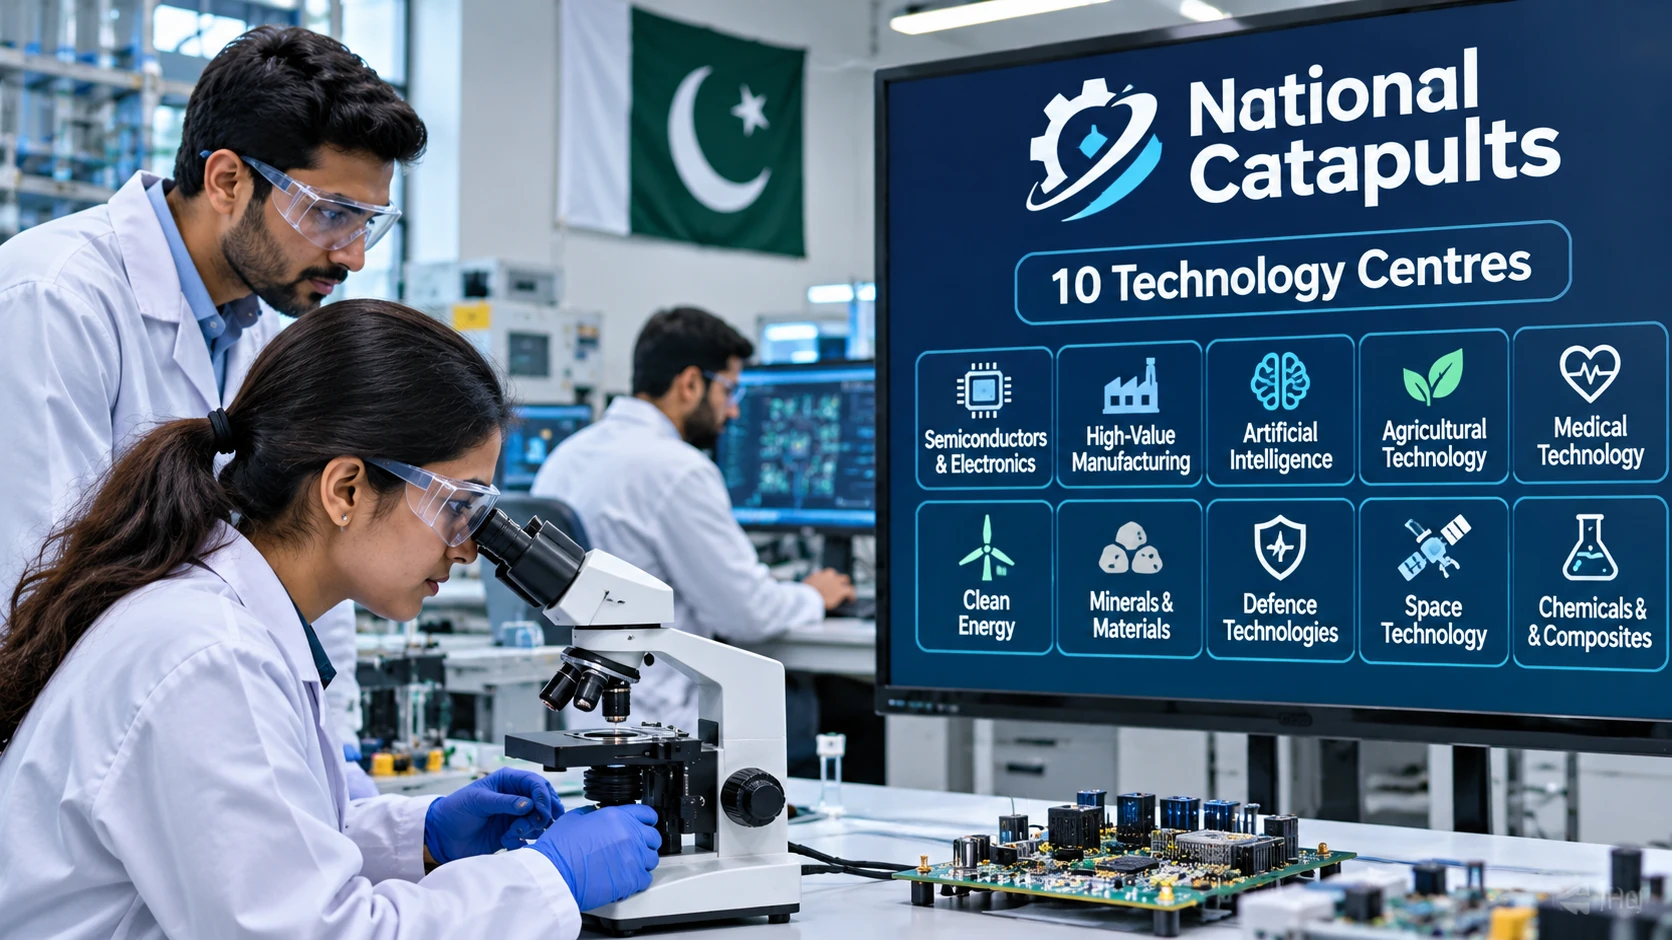 National
Catapults
10 Technology Centres
Semiconductors
& Electronics
High-Value
Manufacturing
Artificial
Intelligence
Agricultural
Technology
Medical
Technology
Clean
Energy
Minerals &
Materials
Defence
Technologies
Space
Technology
Chemicals &
& Composites